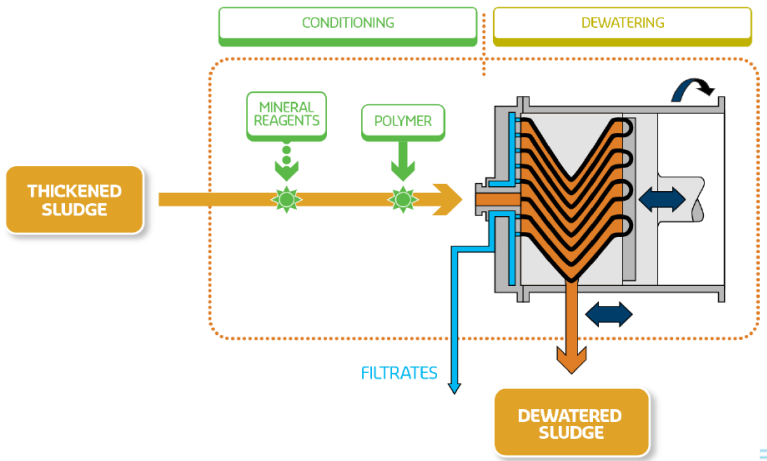 CONDITIONING
DEWATERING
MINERAL
REAGENTS
POLYMER
THICKENED
SLUDGE
FILTRATES
DEWATERED
SLUDGE